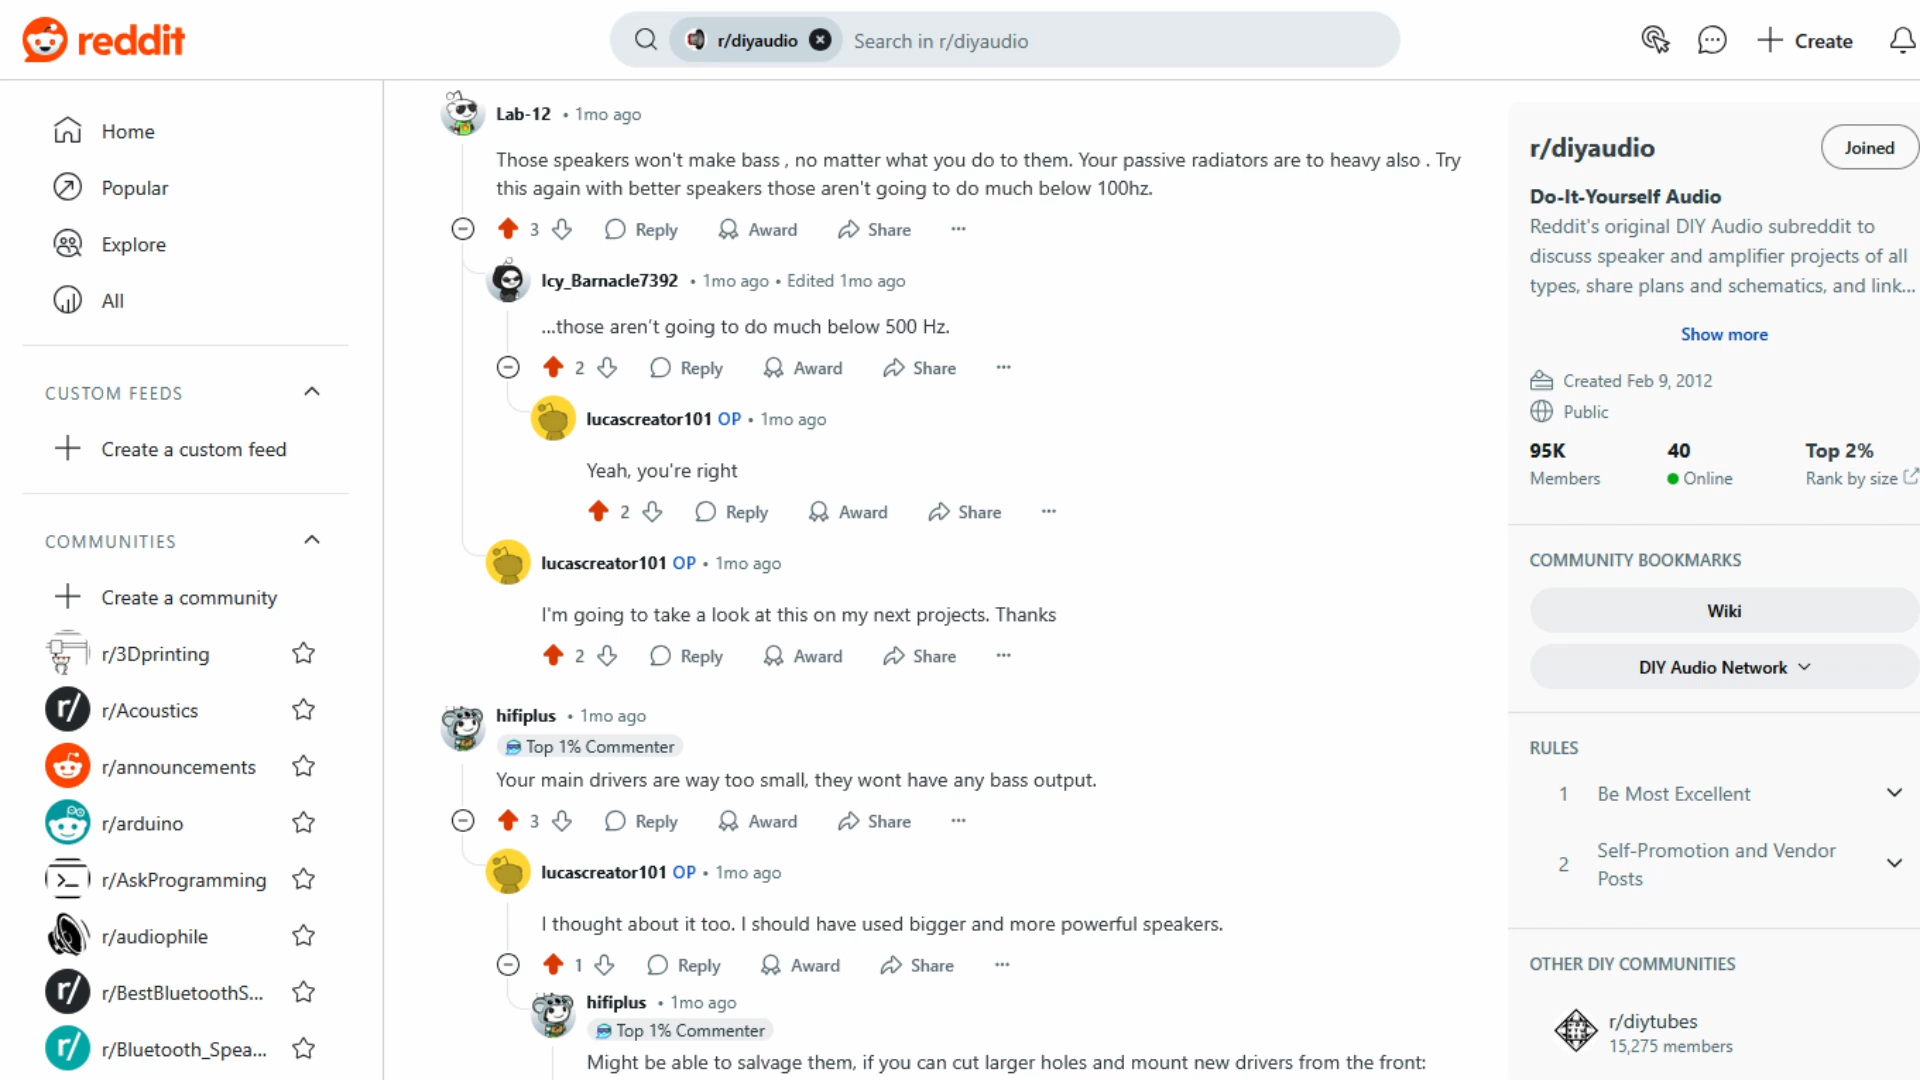 reddit
r/diyaudio
Search in r/diyaudio
Create
Home
Popular
Explore
All
CUSTOM FEEDS
Create a custom feed
COMMUNITIES
Create a community
r/3Dprinting
r/Acoustics
r/announcements
r/arduino
r/AskProgramming
r/audiophile
r/BestBluetoothS...
r/Bluetooth_Spea...
Lab-12 • 1mo ago
Those speakers won't make bass , no matter what you do to them. Your passive radiators are to heavy also . Try
this again with better speakers those aren't going to do much below 100hz.
3 Reply Award Share ...
Icy_Barnacle7392 • 1mo ago • Edited 1mo ago
...those aren't going to do much below 500 Hz.
2 Reply Award Share ...
lucascreator101 OP • 1mo ago
Yeah, you're right
2 Reply Award Share ...
lucascreator101 OP • 1mo ago
I'm going to take a look at this on my next projects. Thanks
2 Reply Award Share ...
hifiplus • 1mo ago
Top 1% Commenter
Your main drivers are way too small, they wont have any bass output.
3 Reply Award Share ...
lucascreator101 OP • 1mo ago
I thought about it too. I should have used bigger and more powerful speakers.
1 Reply Award Share ...
hifiplus • 1mo ago
Top 1% Commenter
Might be able to salvage them, if you can cut larger holes and mount new drivers from the front:
r/diyaudio
Joined
Do-It-Yourself Audio
Reddit's original DIY Audio subreddit to
discuss speaker and amplifier projects of all
types, share plans and schematics, and link...
Show more
Created Feb 9, 2012
Public
95K 40 Top 2%
Members Online Rank by size
COMMUNITY BOOKMARKS
Wiki
DIY Audio Network
RULES
1 Be Most Excellent
2 Self-Promotion and Vendor
Posts
OTHER DIY COMMUNITIES
r/diytubes
15,275 members